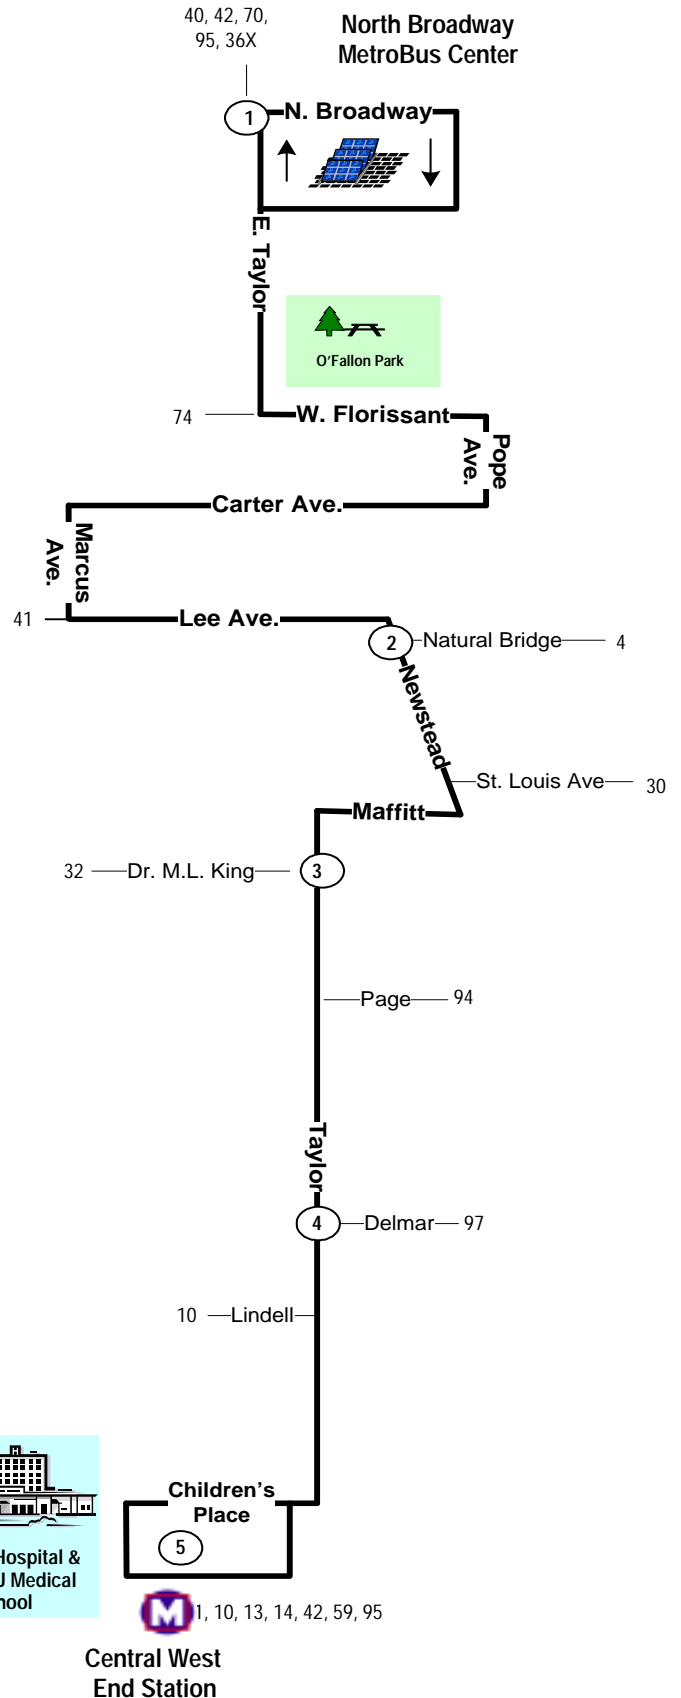 40, 42, 70,
95, 36X
North Broadway
MetroBus Center
1
N. Broadway
E. Taylor
O'Fallon Park
74
W. Florissant
Pope
Ave.
Carter Ave.
Marcus
Ave.
41
Lee Ave.
2
Natural Bridge
4
Newstead
St. Louis Ave
30
Maffitt
32
Dr. M.L. King
3
Page
94
Taylor
4
Delmar
97
10
Lindell
H
Children's
Place
5
Hospital &
Medical
M
1, 10, 13, 14, 42, 59, 95
Central West
End Station